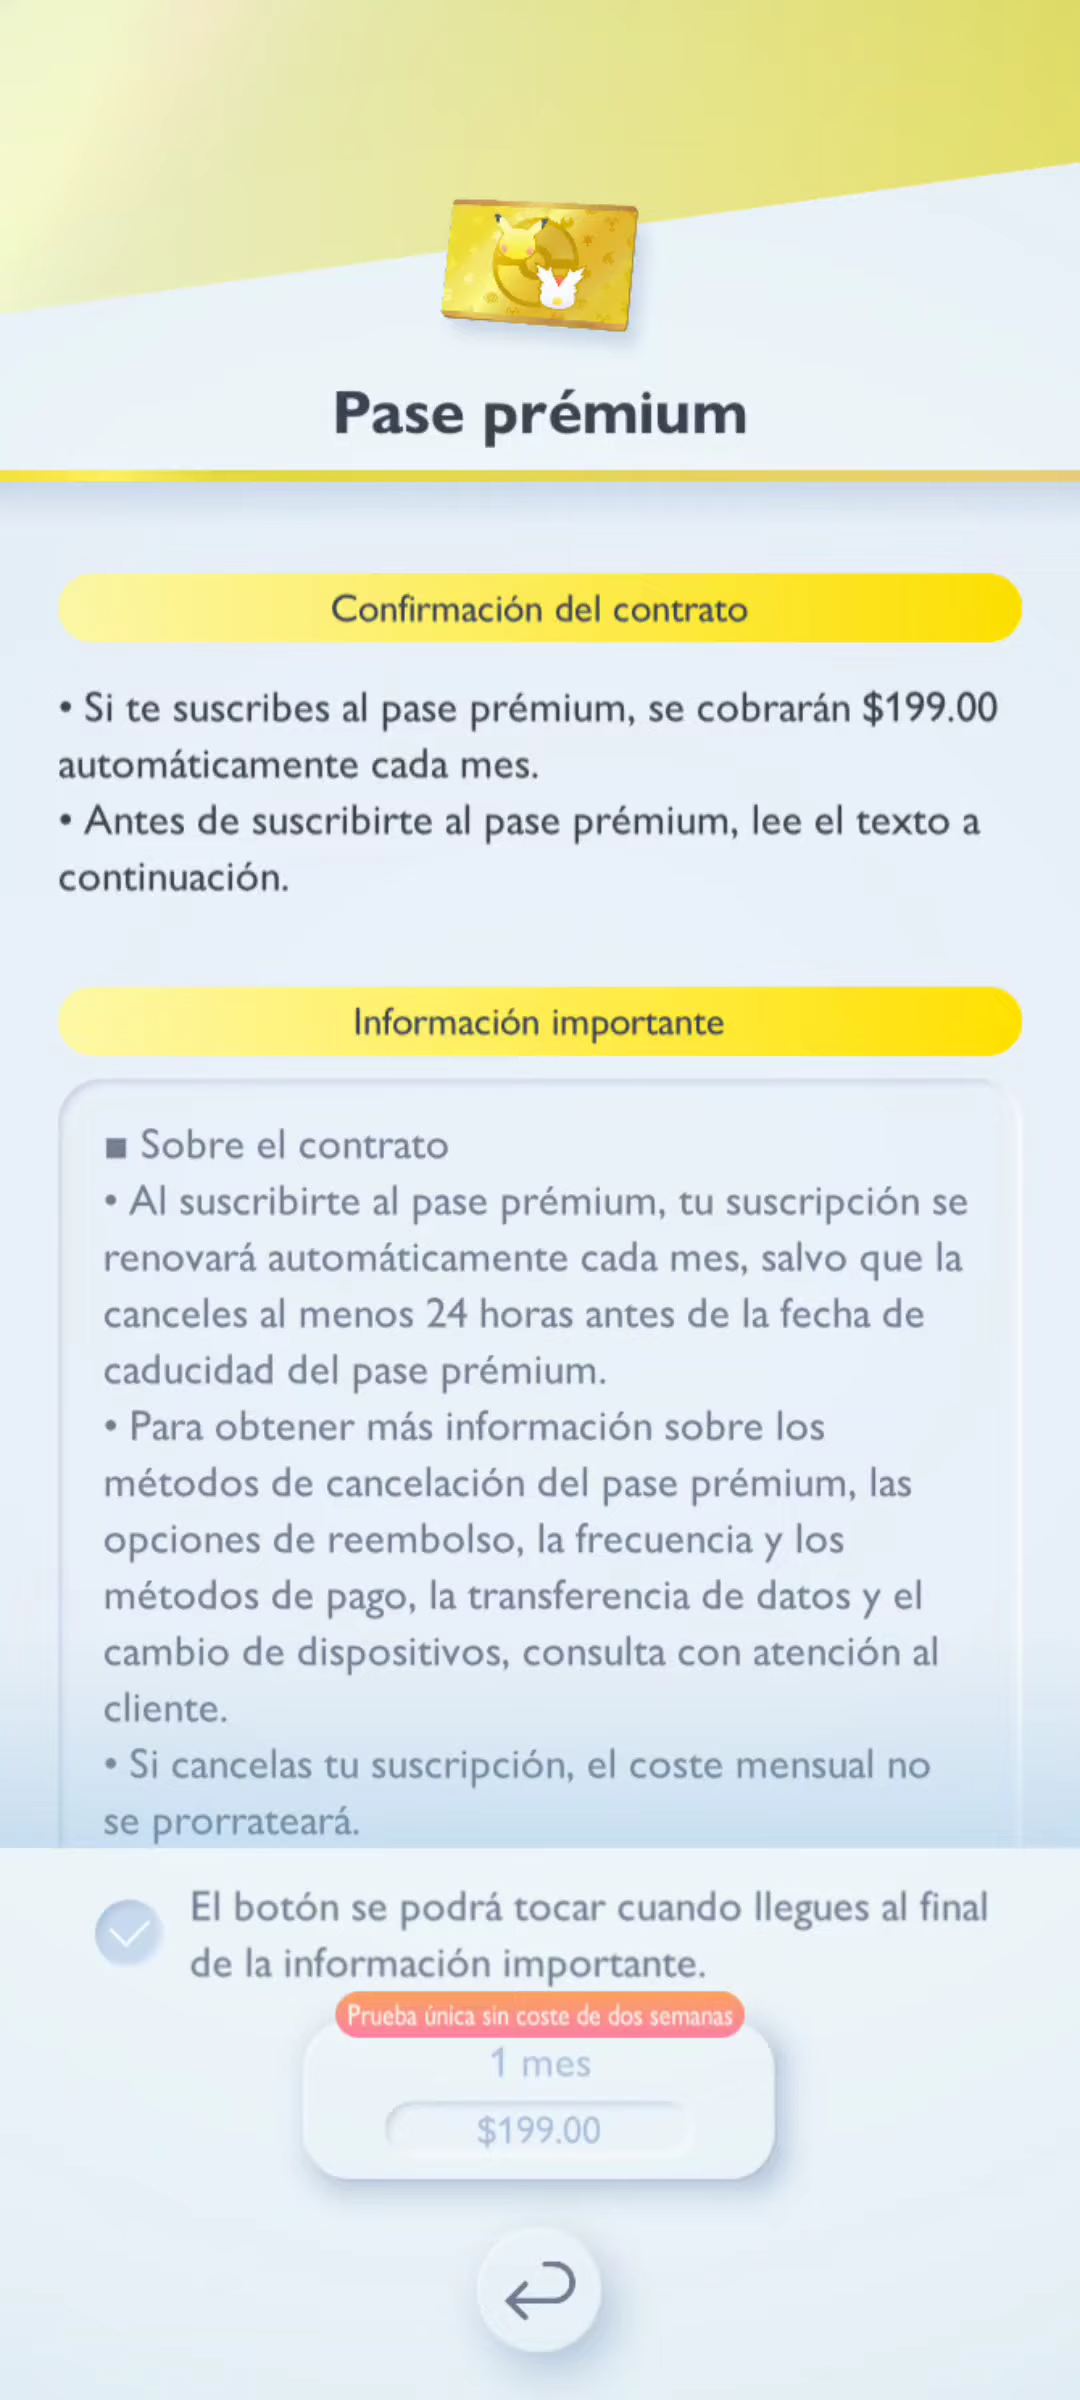 Pase prémium
Confirmación del contrato
• Si te suscribes al pase prémium, se cobrarán $199.00
automáticamente cada mes.
• Antes de suscribirte al pase prémium, lee el texto a
continuación.
Información importante
■ Sobre el contrato
• Al suscribirte al pase prémium, tu suscripción se
renovará automáticamente cada mes, salvo que la
canceles al menos 24 horas antes de la fecha de
caducidad del pase prémium.
• Para obtener más información sobre los
métodos de cancelación del pase prémium, las
opciones de reembolso, la frecuencia y los
métodos de pago, la transferencia de datos y el
cambio de dispositivos, consulta con atención al
cliente.
• Si cancelas tu suscripción, el coste mensual no
se prorrateará.
El botón se podrá tocar cuando llegues al final
de la información importante.
Prueba única sin coste de dos semanas
1 mes
$199.00